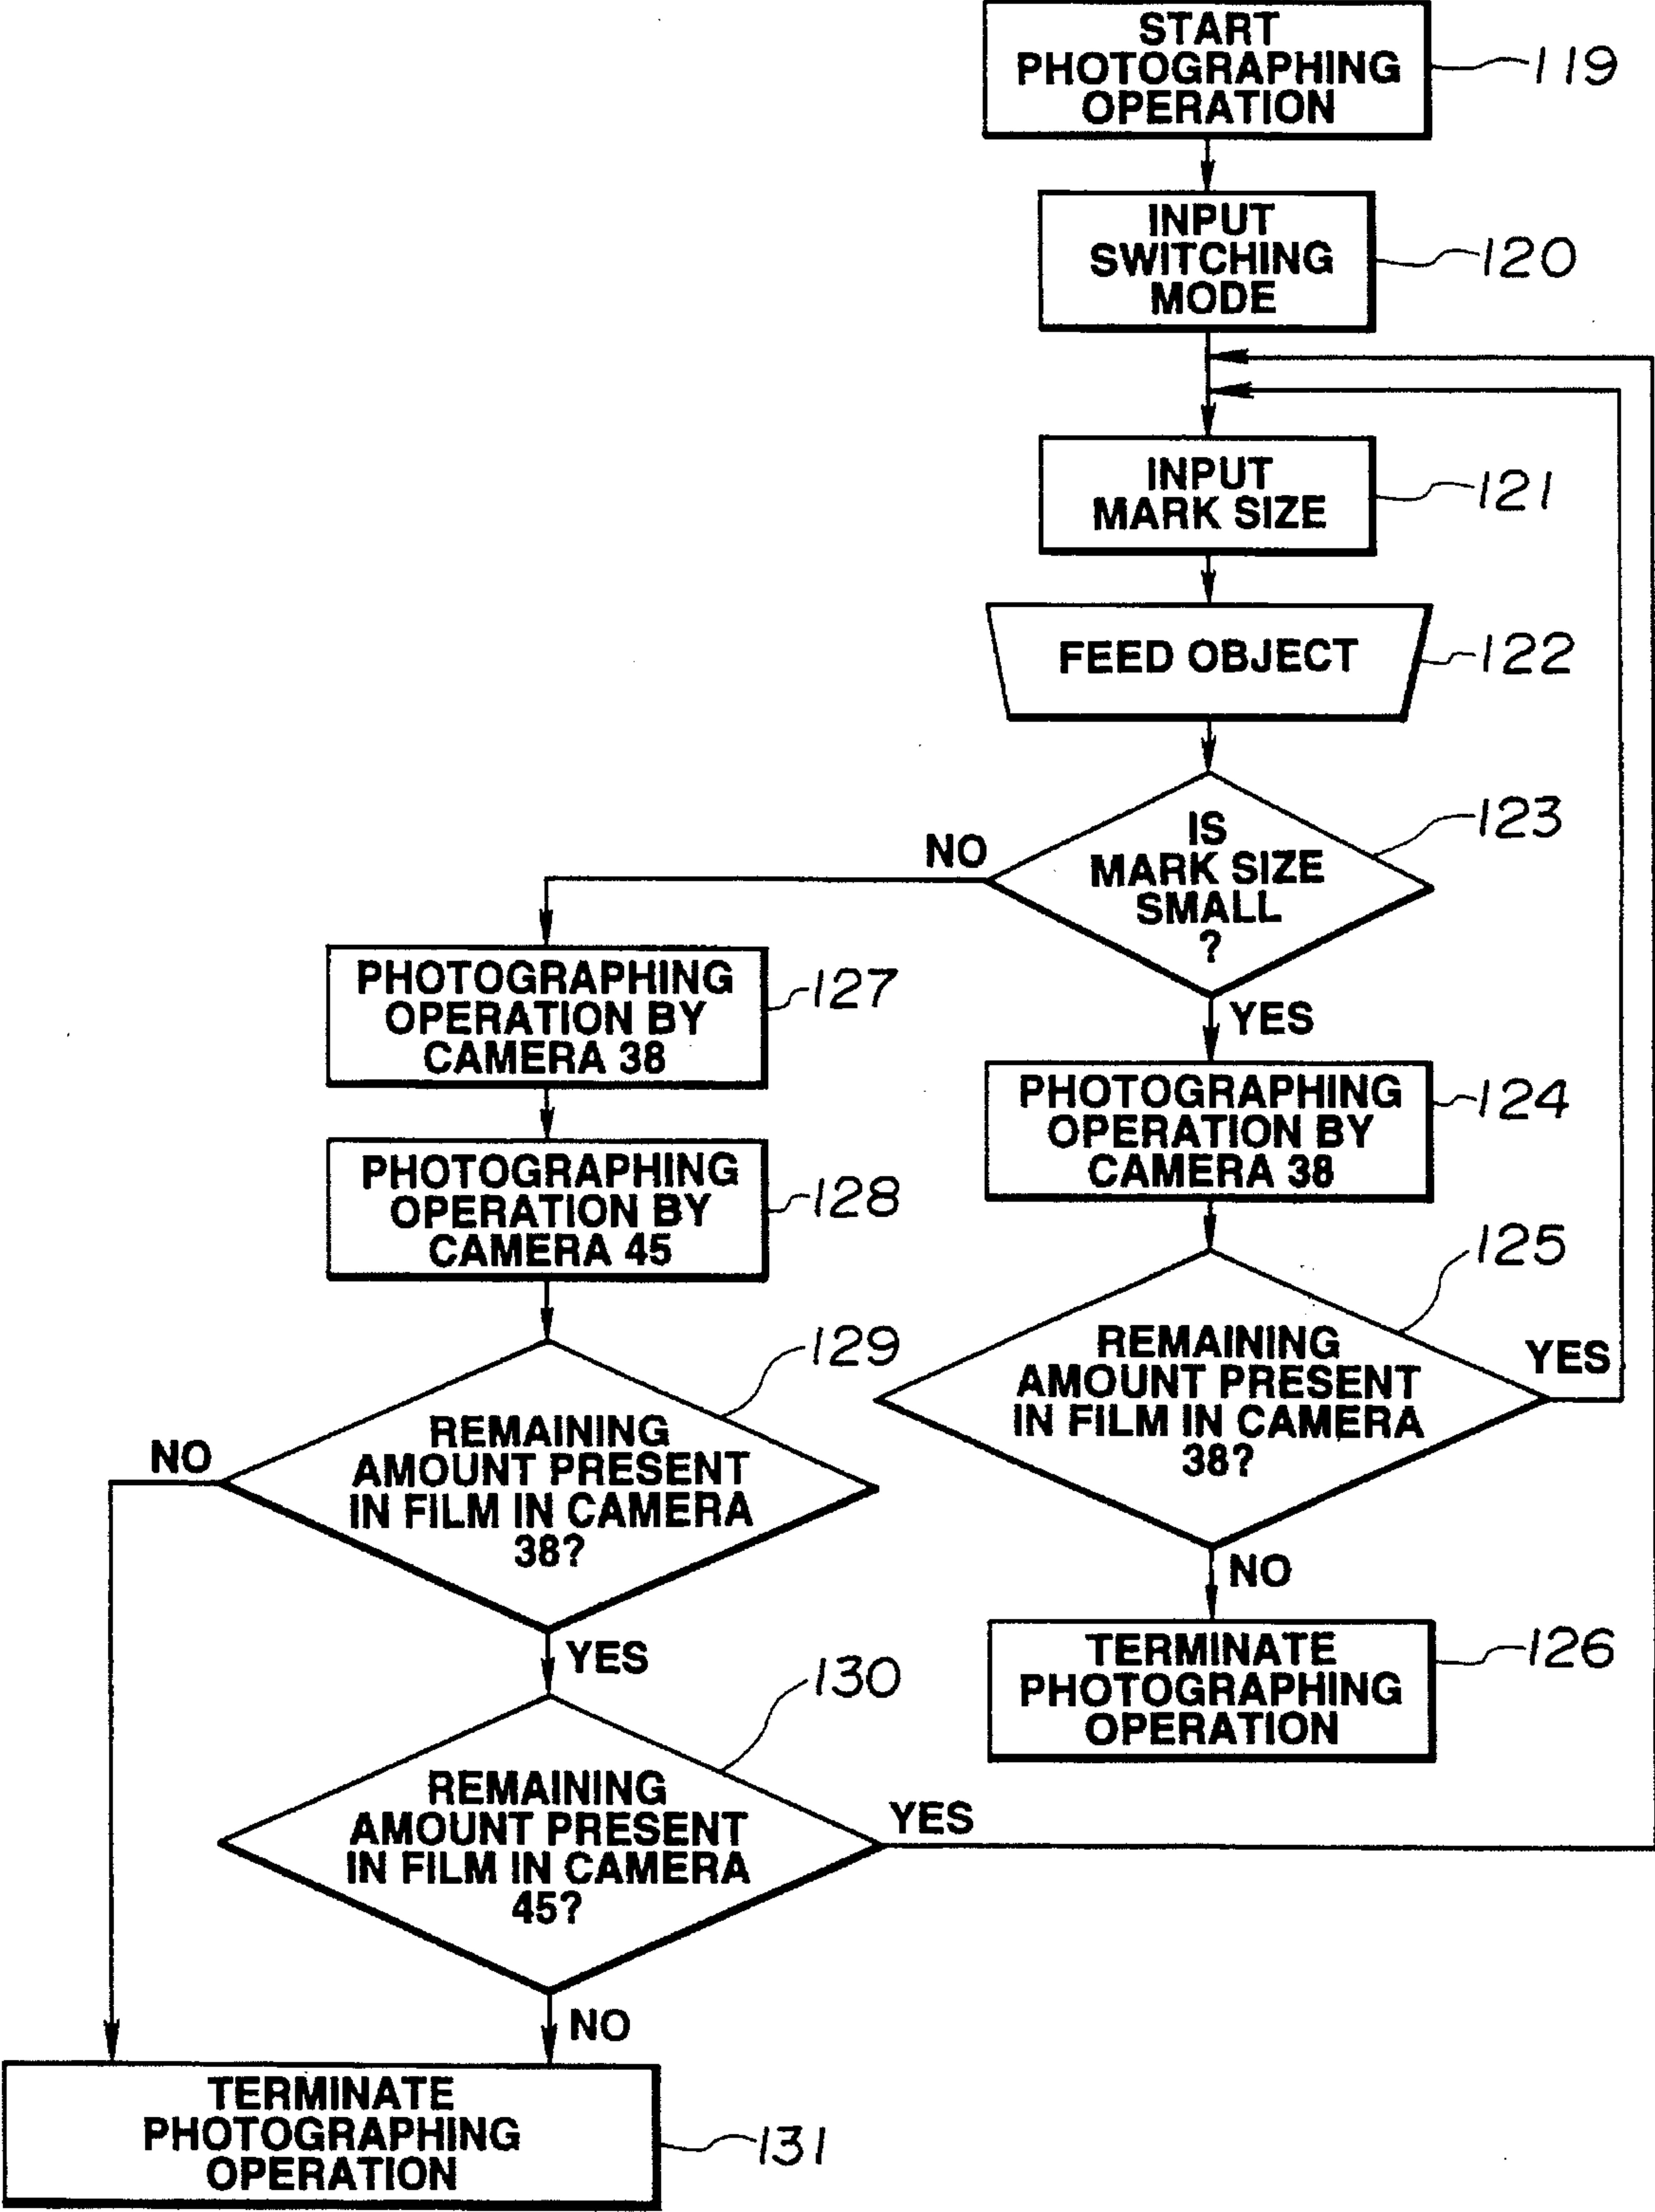 START
PHOTOGRAPHING
OPERATION
119
INPUT
SWITCHING
MODE
120
INPUT
MARK SIZE
121
FEED OBJECT
122
IS
MARK SIZE
SMALL
?
123
NO
YES
PHOTOGRAPHING
OPERATION BY
CAMERA 38
127
PHOTOGRAPHING
OPERATION BY
CAMERA 38
124
PHOTOGRAPHING
OPERATION BY
CAMERA 45
128
REMAINING
AMOUNT PRESENT
IN FILM IN CAMERA
38?
125
YES
NO
REMAINING
AMOUNT PRESENT
IN FILM IN CAMERA
38?
129
NO
YES
TERMINATE
PHOTOGRAPHING
OPERATION
126
REMAINING
AMOUNT PRESENT
IN FILM IN CAMERA
45?
130
YES
NO
TERMINATE
PHOTOGRAPHING
OPERATION
131